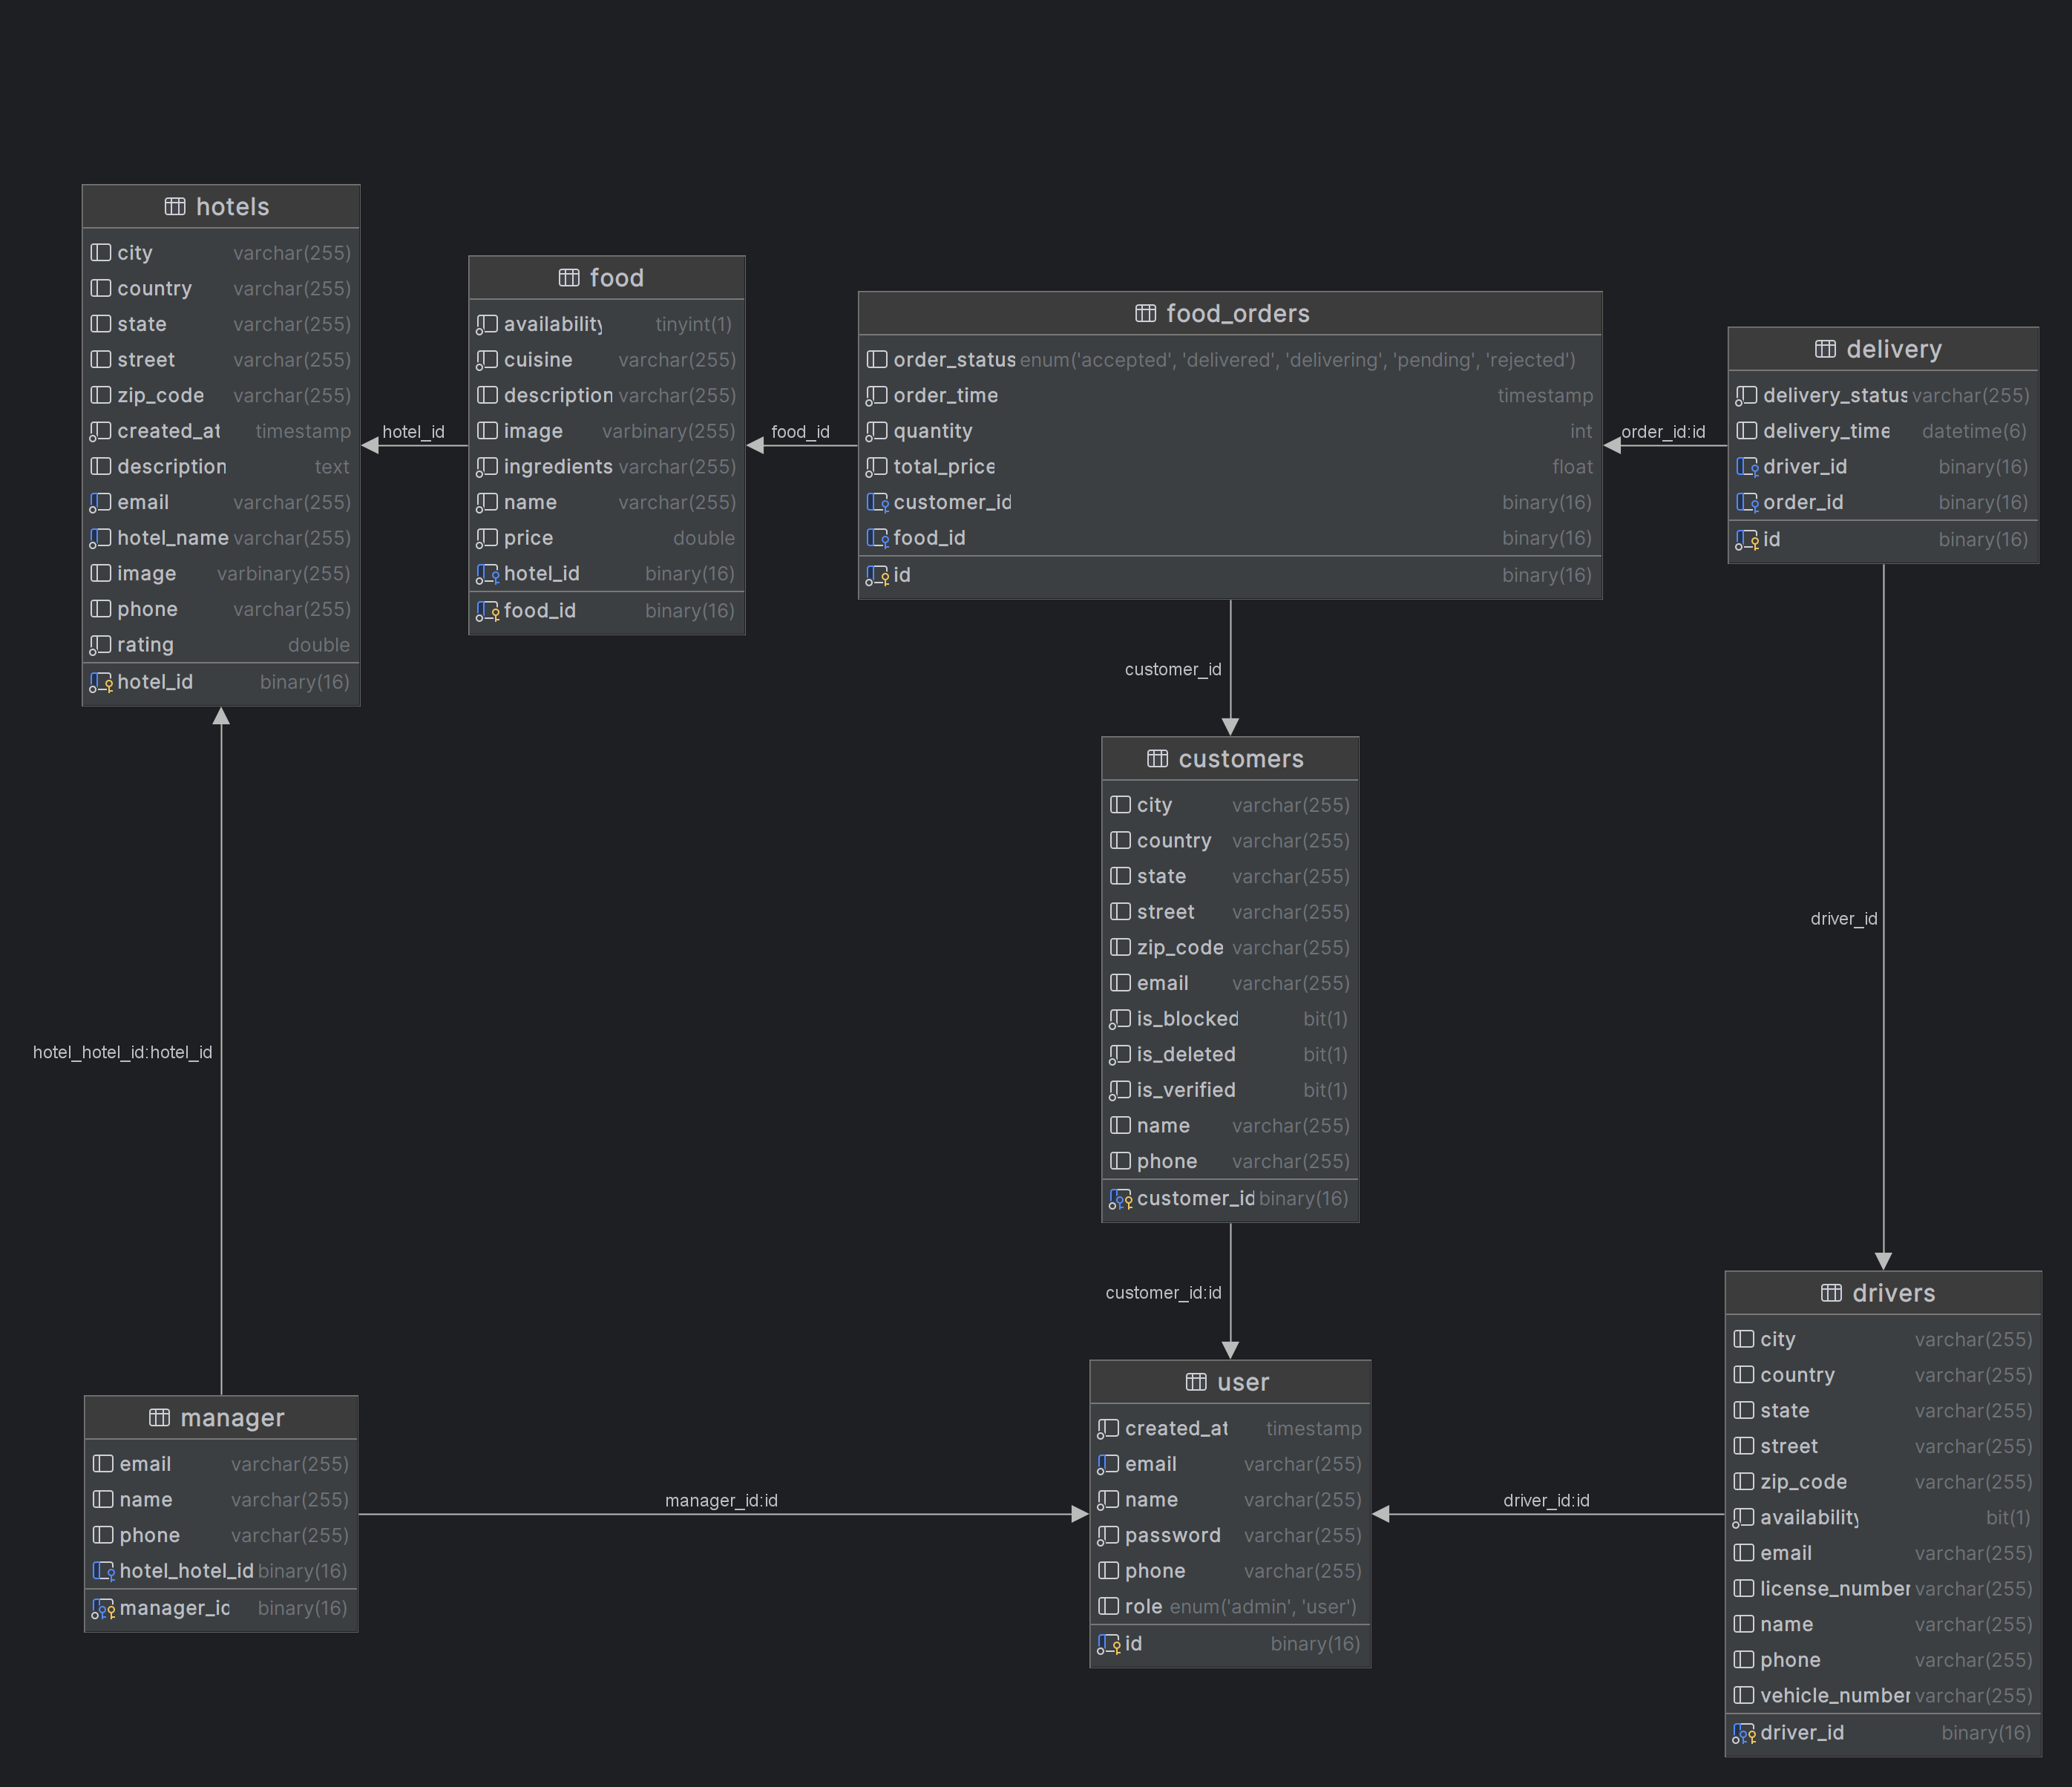 hotels
city varchar(255)
country varchar(255)
state varchar(255)
street varchar(255)
zip_code varchar(255)
created_at timestamp
description text
email varchar(255)
hotel_name varchar(255)
image varbinary(255)
phone varchar(255)
rating double
hotel_id binary(16)
hotel_id
food
availability tinyint(1)
cuisine varchar(255)
description varchar(255)
image varbinary(255)
ingredients varchar(255)
name varchar(255)
price double
hotel_id binary(16)
food_id binary(16)
food_id
food_orders
order_status enum('accepted', 'delivered', 'delivering', 'pending', 'rejected')
order_time timestamp
quantity int
total_price float
customer_id binary(16)
food_id binary(16)
id binary(16)
order_id:id
delivery
delivery_status varchar(255)
delivery_time datetime(6)
driver_id binary(16)
order_id binary(16)
id binary(16)
customer_id
customers
city varchar(255)
country varchar(255)
state varchar(255)
street varchar(255)
zip_code varchar(255)
email varchar(255)
is_blocked bit(1)
is_deleted bit(1)
is_verified bit(1)
name varchar(255)
phone varchar(255)
customer_id binary(16)
driver_id
hotel_hotel_id:hotel_id
customer_id:id
manager
email varchar(255)
name varchar(255)
phone varchar(255)
hotel_hotel_id binary(16)
manager_id binary(16)
manager_id:id
user
created_at timestamp
email varchar(255)
name varchar(255)
password varchar(255)
phone varchar(255)
role enum('admin', 'user')
id binary(16)
driver_id:id
drivers
city varchar(255)
country varchar(255)
state varchar(255)
street varchar(255)
zip_code varchar(255)
availability bit(1)
email varchar(255)
license_number varchar(255)
name varchar(255)
phone varchar(255)
vehicle_number varchar(255)
driver_id binary(16)